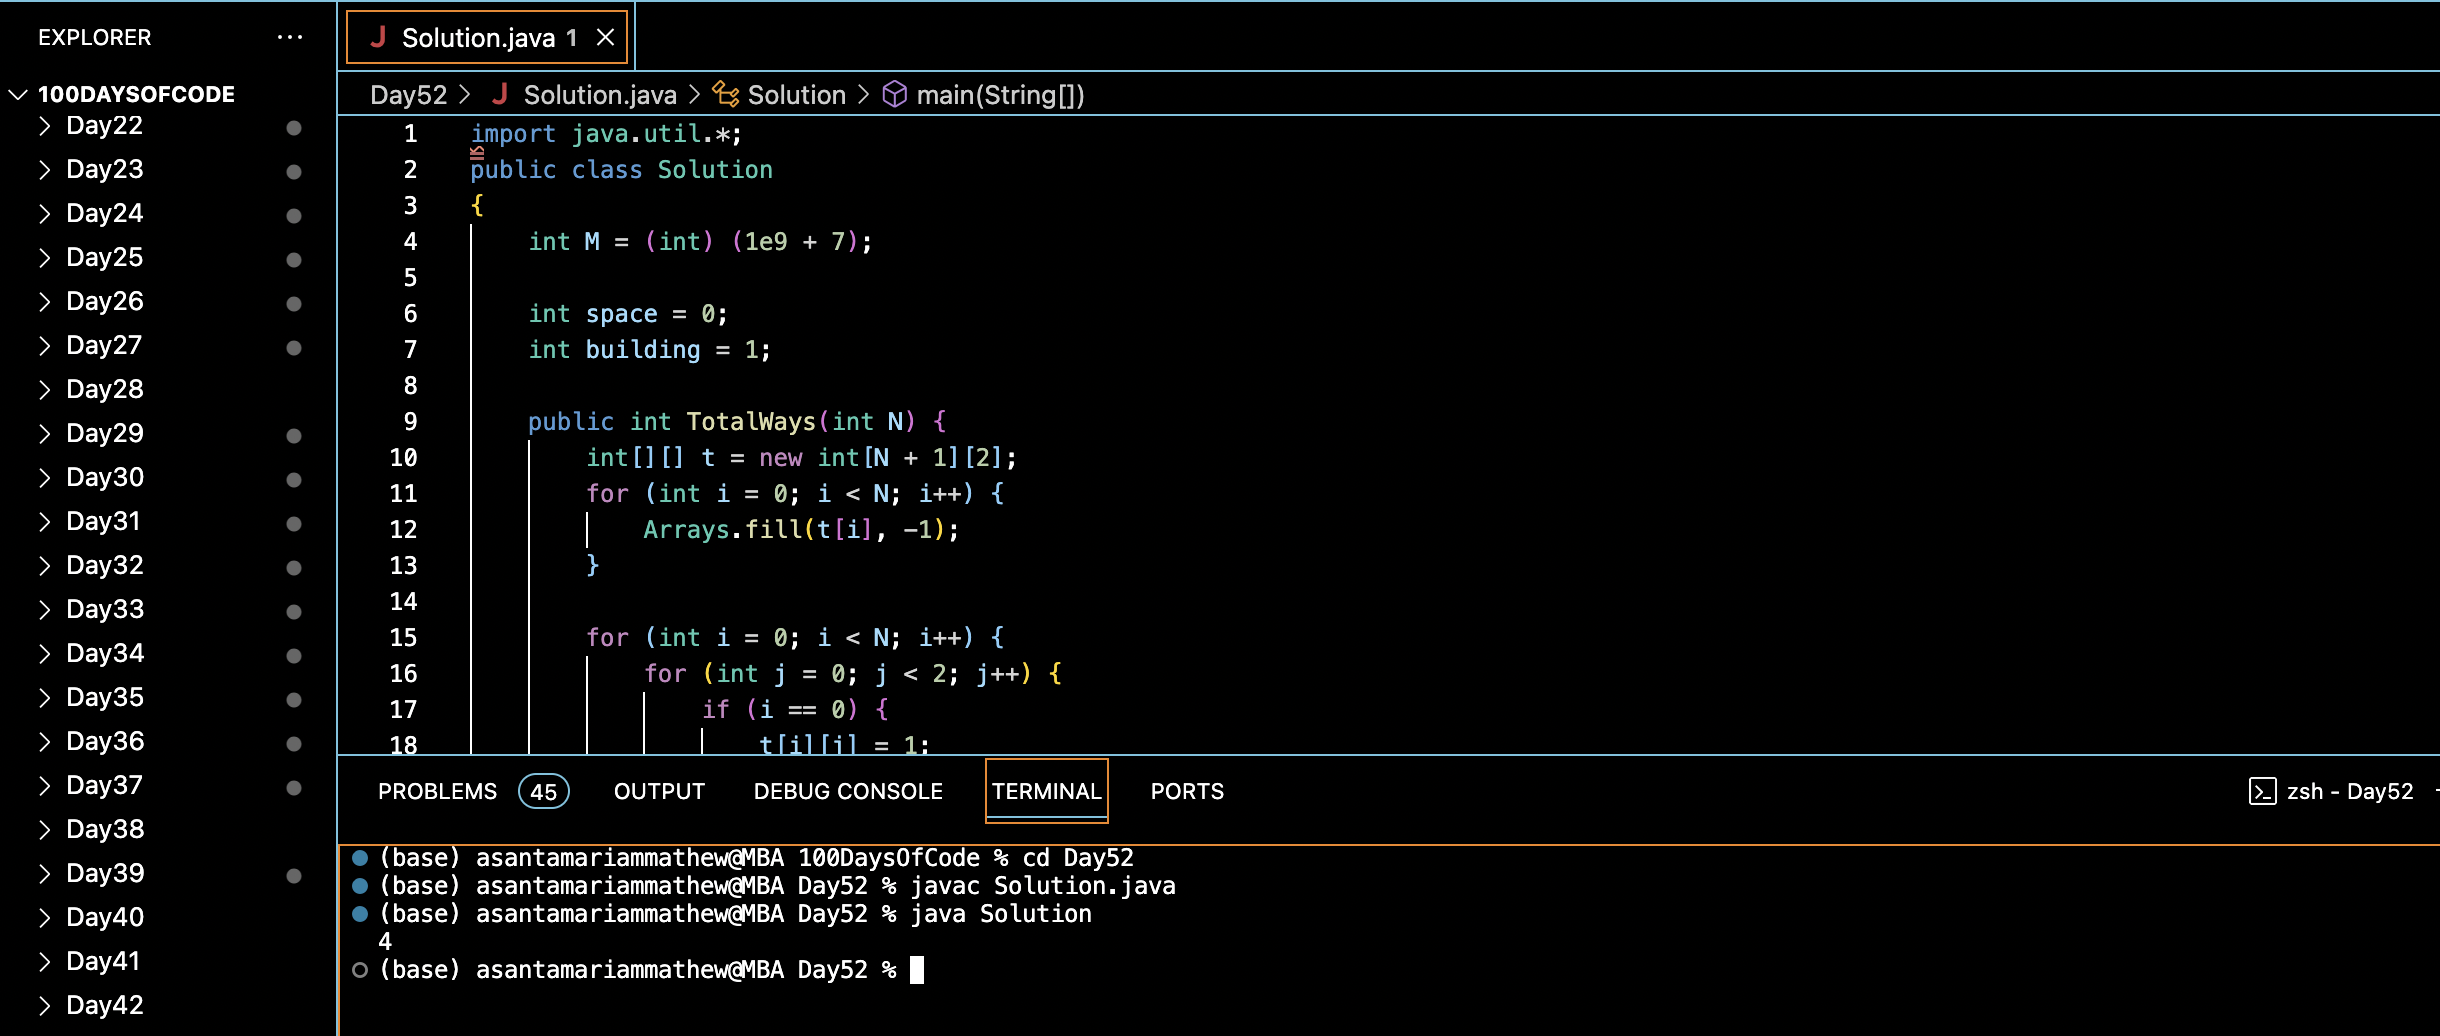 EXPLORER
100DAYSOFCODE
Day22
Day23
Day24
Day25
Day26
Day27
Day28
Day29
Day30
Day31
Day32
Day33
Day34
Day35
Day36
Day37
Day38
Day39
Day40
Day41
Day42
J Solution.java 1
Day52 > J Solution.java > Solution > main(String[])
1 import java.util.*;
2 public class Solution
3 {
4 int M = (int) (1e9 + 7);
5
6 int space = 0;
7 int building = 1;
8
9 public int TotalWays(int N) {
10 int[][] t = new int[N + 1][2];
11 for (int i = 0; i < N; i++) {
12 Arrays.fill(t[i], -1);
13 }
14
15 for (int i = 0; i < N; i++) {
16 for (int j = 0; j < 2; j++) {
17 if (i == 0) {
18 t[i][j] = 1;
PROBLEMS 45 OUTPUT DEBUG CONSOLE TERMINAL PORTS zsh - Day52
(base) asantamariammathew@MBA 100DaysOfCode % cd Day52
(base) asantamariammathew@MBA Day52 % javac Solution.java
(base) asantamariammathew@MBA Day52 % java Solution
4
(base) asantamariammathew@MBA Day52 %